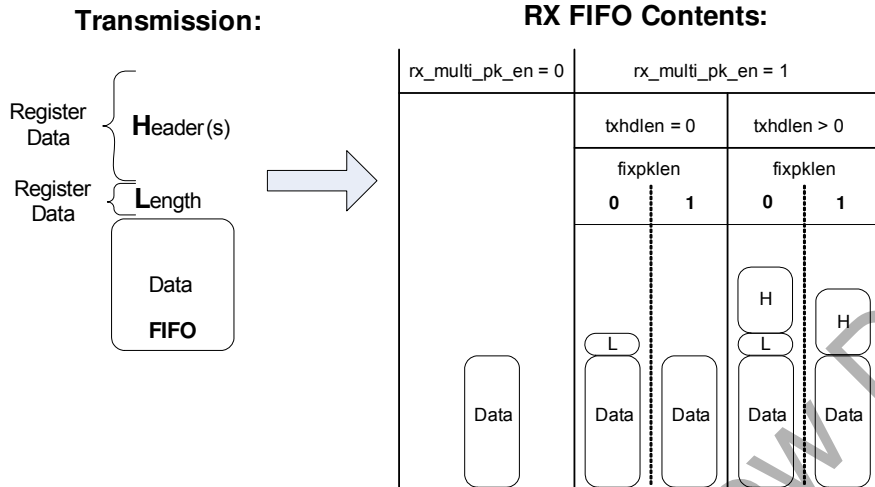 Transmission:
RX FIFO Contents:
rx_multi_pk_en = 0
rx_multi_pk_en = 1
txhdlen = 0
txhdlen > 0
fixpklen
fixpklen
0
1
0
1
Register
Data
Header(s)
Register
Data
Length
Data
FIFO
H
H
L
L
Data
Data
Data
Data
Data